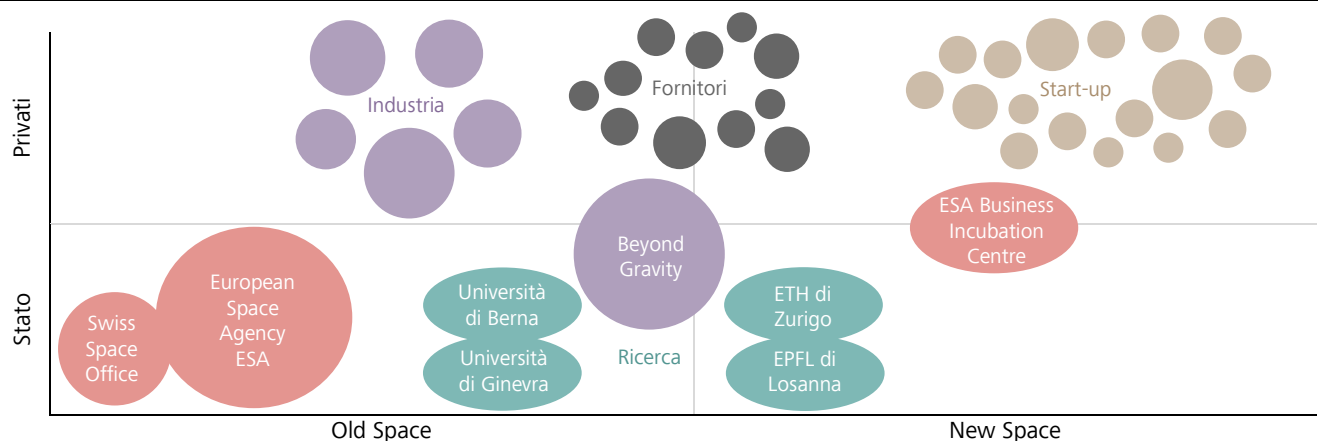 Privati
Industria
Fornitori
Start-up
ESA Business
Incubation
Centre
Beyond
Gravity
Stato
Swiss
Space
Office
European
Space
Agency
ESA
Università
di Berna
Università
di Ginevra
Ricerca
ETH di
Zurigo
EPFL di
Losanna
Old Space
New Space